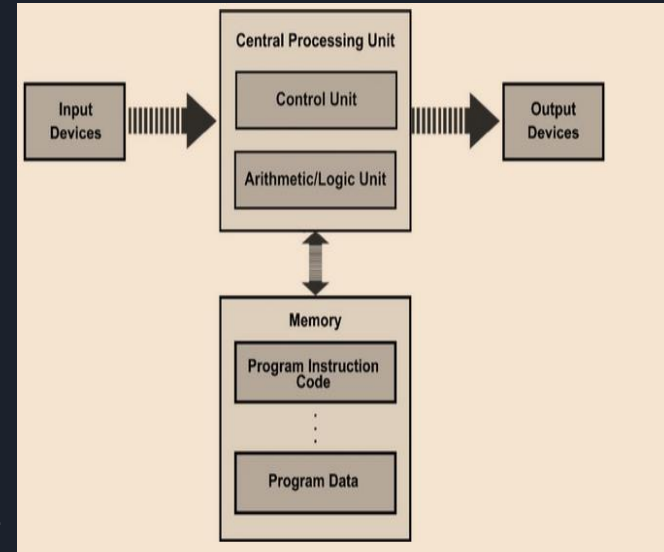 Central Processing Unit
Control Unit
Arithmetic/Logic Unit
Input
Devices
Output
Devices
Memory
Program Instruction
Code
Program Data